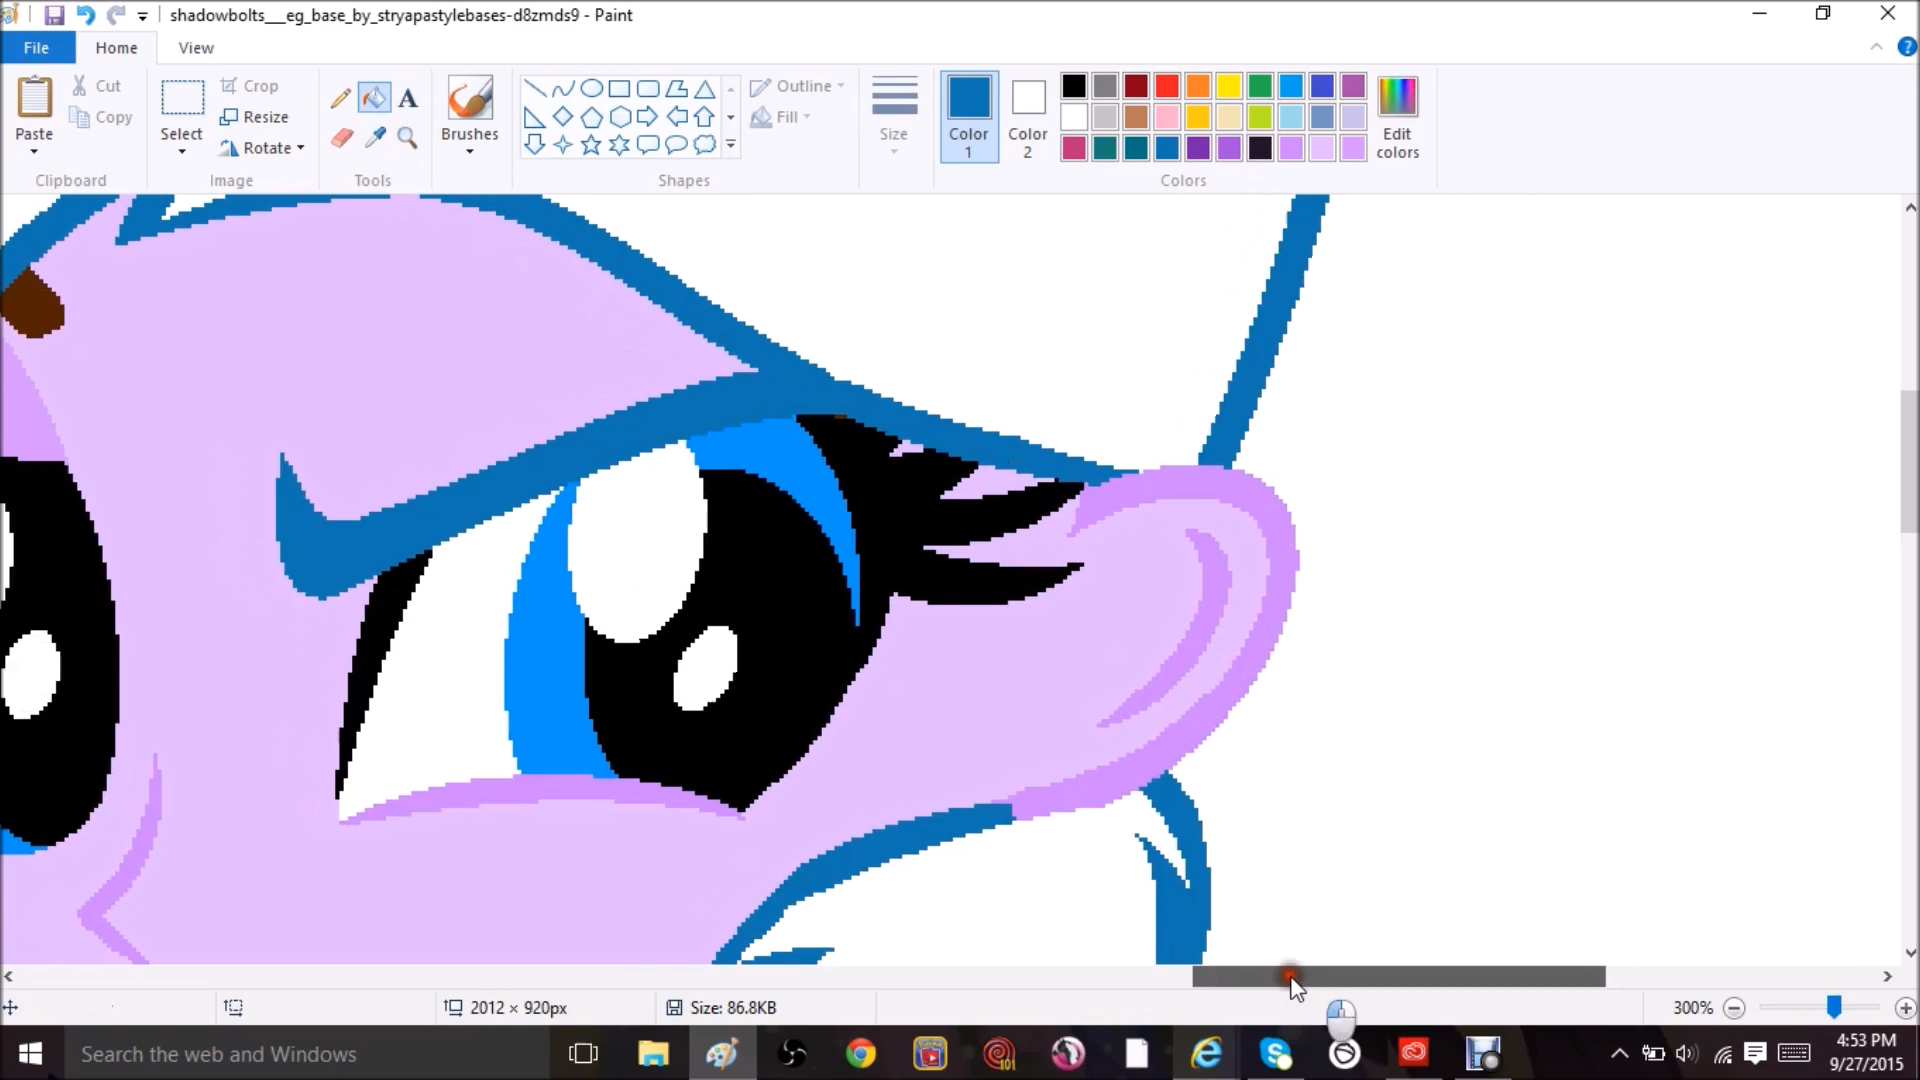 shadowbolts__eg_base_by_stryapastylebases-d8zmds9 - Paint
File Home View
Paste
Cut
Copy
Clipboard
Select
Crop
Resize
Rotate
Image
A
Tools
Brushes
Shapes
Outline
Fill
Size
Color 1
Color 2
Edit colors
Colors
2012 × 920px
Size: 86.8KB
300%
Search the web and Windows
101
4:53 PM
9/27/2015